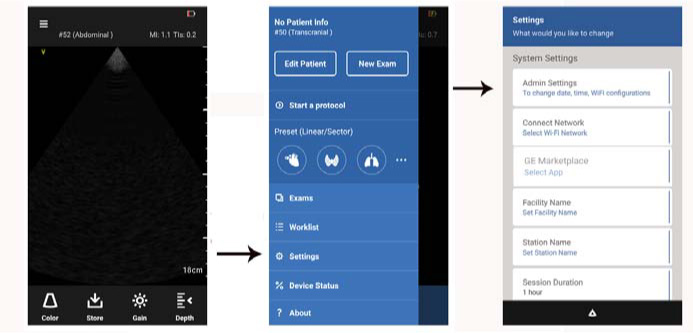 #52 (Abdominal )
MI: 1.1 TIs: 0.2
V
18cm
Color
Store
Gain
Depth
No Patient Info
#50 (Transcranial )
Is: 0.7
Edit Patient
New Exam
Start a protocol
Preset (Linear/Sector)
Exams
Worklist
Settings
Device Status
About
Settings
What would you like to change
System Settings
Admin Settings
To change date, time, WiFi configurations
Connect Network
Select Wi-Fi Network
GE Marketplace
Select App
Facility Name
Set Facility Name
Station Name
Set Station Name
Session Duration
1 hour